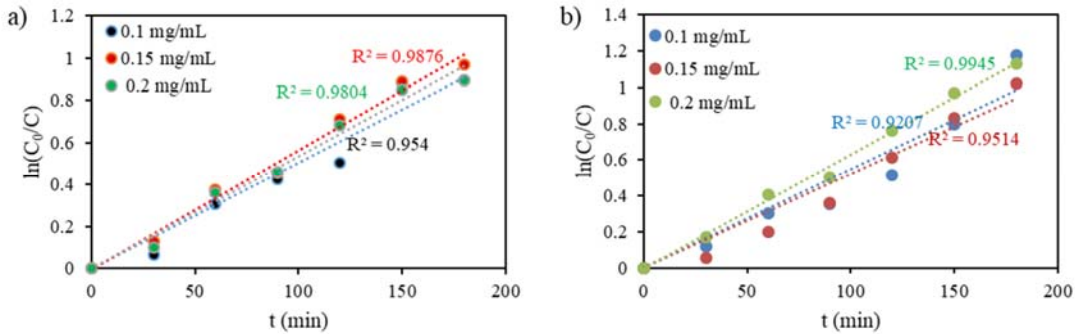 a)
1.2
1
0.8
0.6
0.4
0.2
0
ln(C₀/C)
0.1 mg/mL
0.15 mg/mL
0.2 mg/mL
R² = 0.9876
R² = 0.9804
R² = 0.954
0 50 100 150 200
t (min)
b)
1.4
1.2
1
0.8
0.6
0.4
0.2
0
ln(C₀/C)
0.1 mg/mL
0.15 mg/mL
0.2 mg/mL
R² = 0.9945
R² = 0.9207
R² = 0.9514
0 50 100 150 200
t (min)